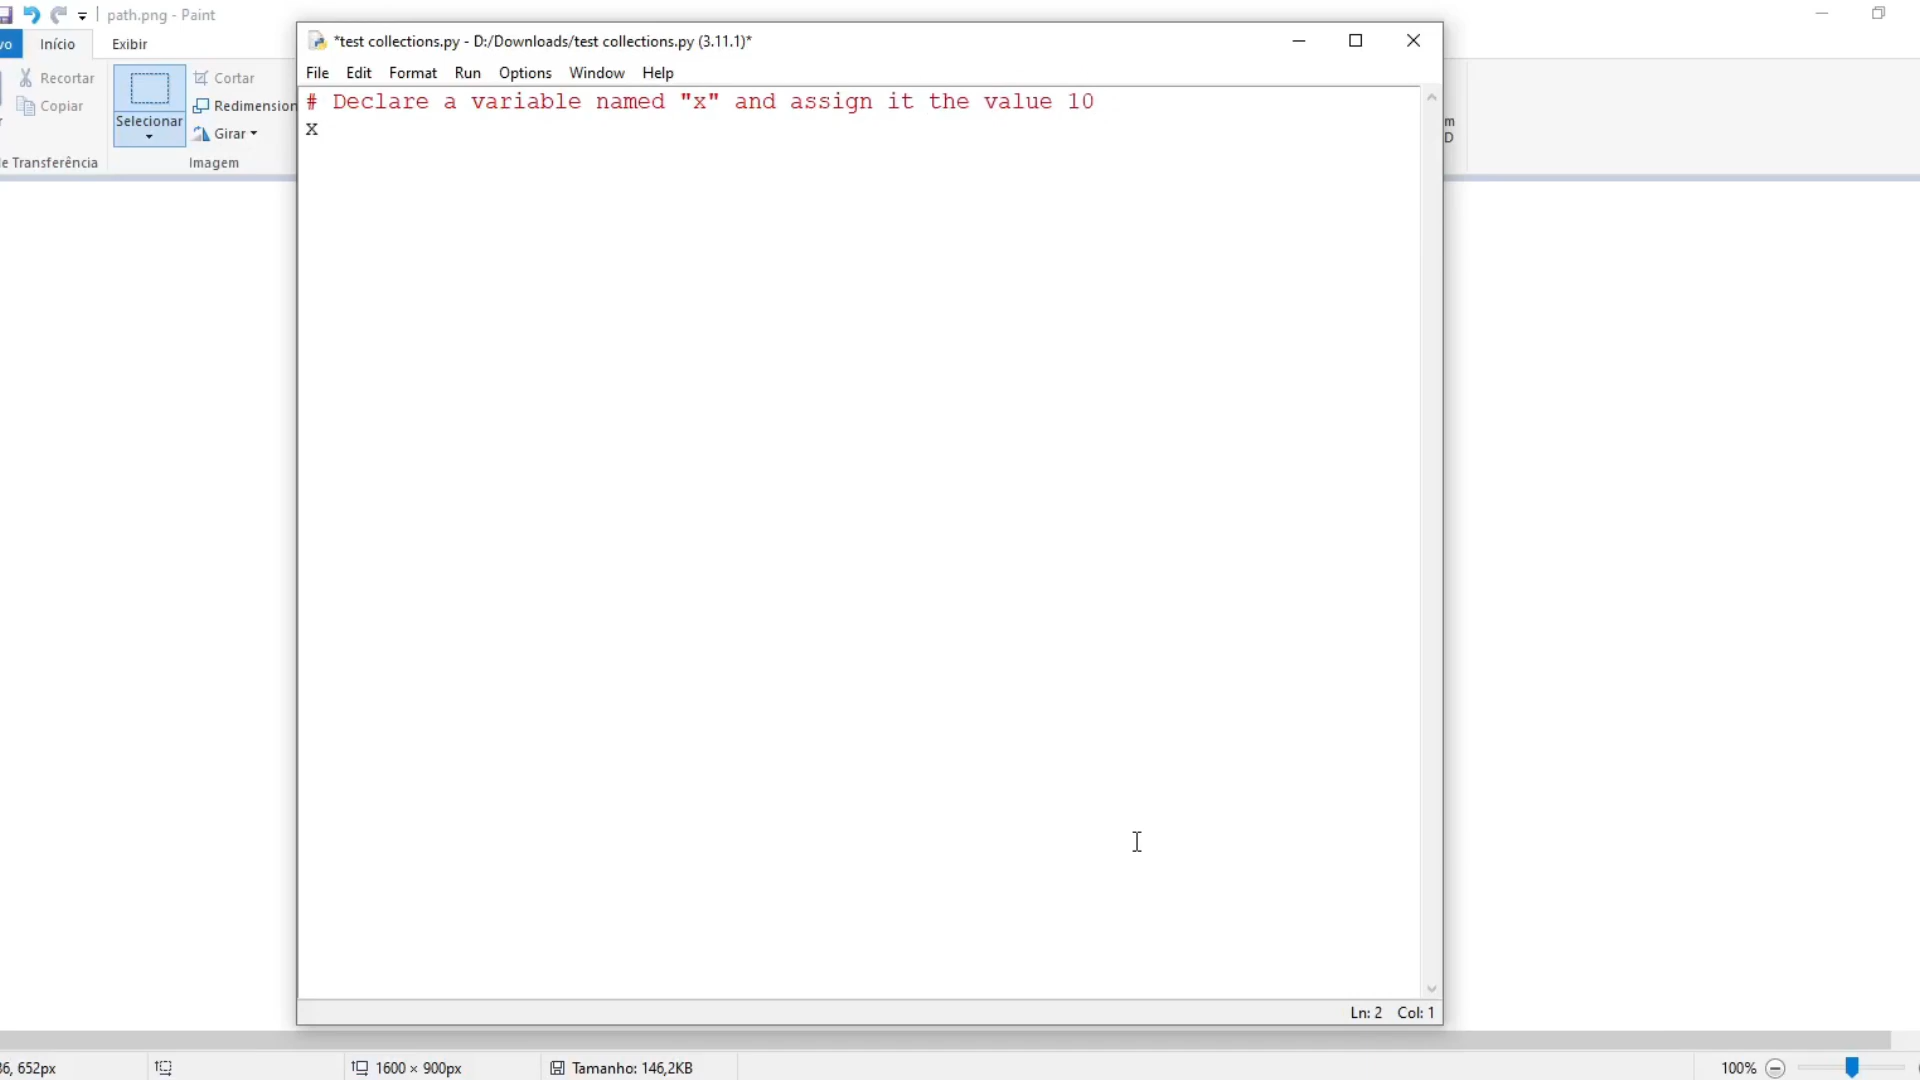 path.png - Paint
vo Início Exibir
Recortar
Copiar
Selecionar
Cortar
Redimension
Girar
e Transferência
Imagem
*test collections.py - D:/Downloads/test collections.py (3.11.1)*
File Edit Format Run Options Window Help
# Declare a variable named "x" and assign it the value 10
x
m
D
Ln: 2 Col: 1
36, 652px
1600 × 900px
Tamanho: 146,2KB
100%